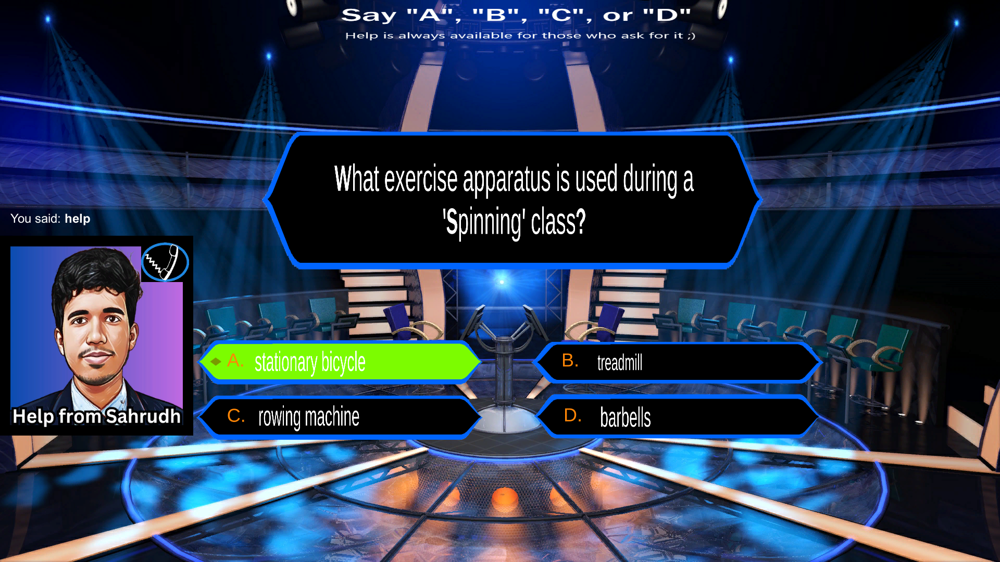 Say "A", "B", "C", or "D"
Help is always available for those who ask for it ;)
What exercise apparatus is used during a
'Spinning' class?
You said: help
Help from Sahrudh
A. stationary bicycle
B. treadmill
C. rowing machine
D. barbells